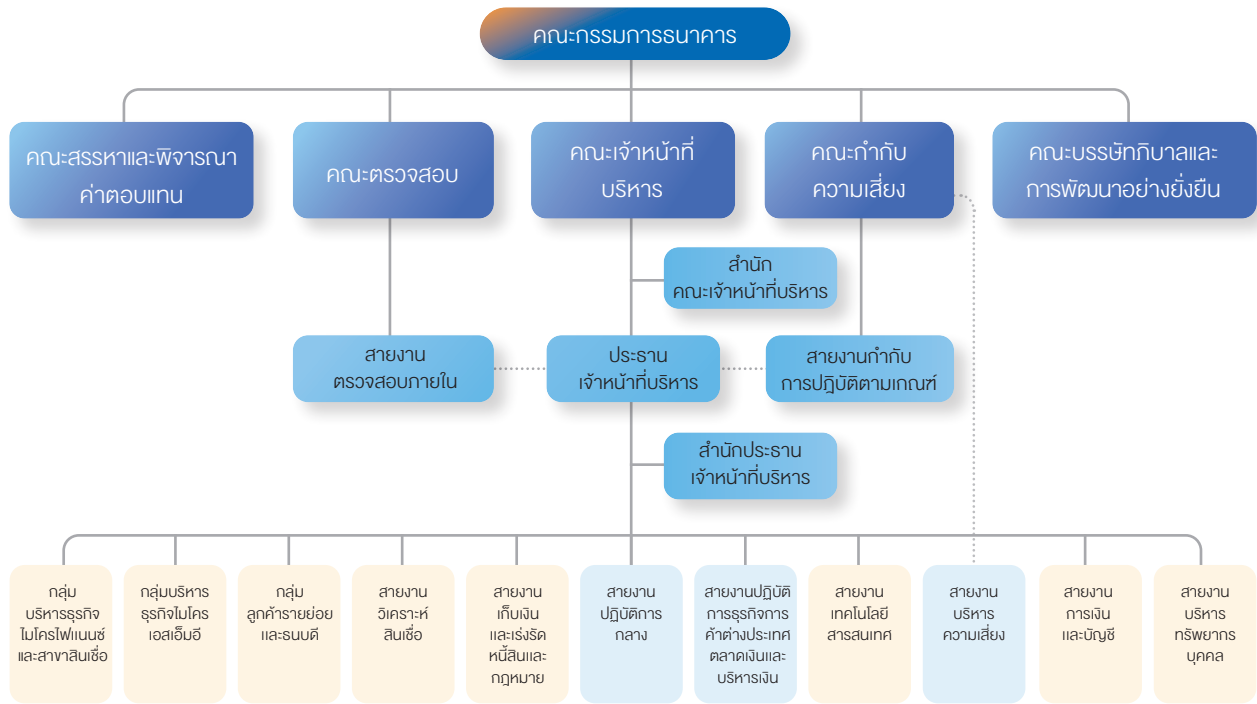 คณะกรรมการธนาคาร
คณะสรรหาและพิจารณา
ค่าตอบแทน
คณะตรวจสอบ
คณะเจ้าหน้าที่
บริหาร
คณะกำกับ
ความเสี่ยง
คณะบรรษัทภิบาลและ
การพัฒนาอย่างยั่งยืน
สำนัก
คณะเจ้าหน้าที่บริหาร
สายงาน
ตรวจสอบภายใน
ประธาน
เจ้าหน้าที่บริหาร
สายงานกำกับ
การปฏิบัติตามเกณฑ์
สำนักประธาน
เจ้าหน้าที่บริหาร
กลุ่ม
บริหารธุรกิจ
ไมโครไฟแนนซ์
และสาขาสินเชื่อ
กลุ่มบริหาร
ธุรกิจไมโคร
เอสเอ็มอี
กลุ่ม
ลูกค้ารายย่อย
และธนบดี
สายงาน
วิเคราะห์
สินเชื่อ
สายงาน
เก็บเงิน
และเร่งรัด
หนี้สินและ
กฎหมาย
สายงาน
ปฏิบัติการ
กลาง
สายงานปฏิบัติ
การธุรกิจการ
ค้าต่างประเทศ
ตลาดเงินและ
บริหารเงิน
สายงาน
เทคโนโลยี
สารสนเทศ
สายงาน
บริหาร
ความเสี่ยง
สายงาน
การเงิน
และบัญชี
สายงาน
บริหาร
ทรัพยากร
บุคคล